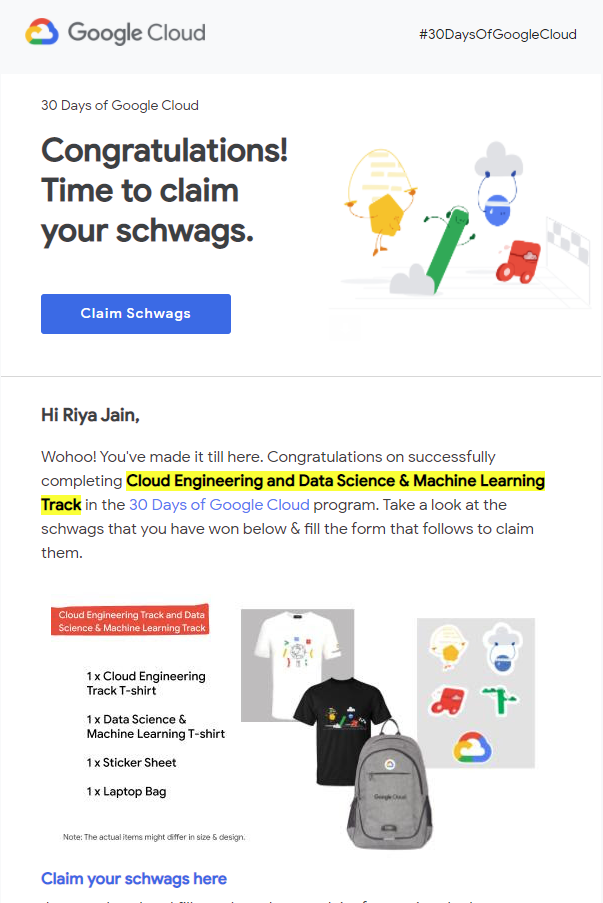 Google Cloud
#30DaysOfGoogleCloud
30 Days of Google Cloud
Congratulations!
Time to claim
your schwags.
Claim Schwags
Hi Riya Jain,
Wohoo! You've made it till here. Congratulations on successfully
completing Cloud Engineering and Data Science & Machine Learning
Track in the 30 Days of Google Cloud program. Take a look at the
schwags that you have won below & fill the form that follows to claim
them.
Cloud Engineering Track and Data
Science & Machine Learning Track
1 x Cloud Engineering
Track T-shirt
1 x Data Science &
Machine Learning T-shirt
1 x Sticker Sheet
1 x Laptop Bag
Google Cloud
Note: The actual items might differ in size & design.
Claim your schwags here